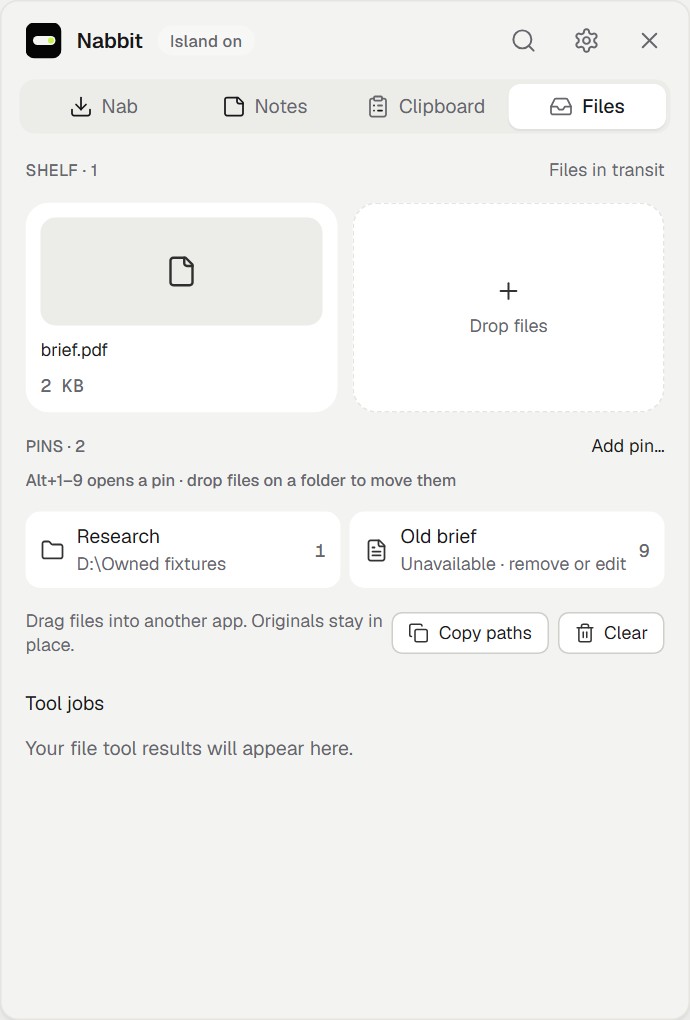 Nabbit
Island on
Nab
Notes
Clipboard
Files
SHELF · 1
Files in transit
brief.pdf
2 KB
Drop files
PINS · 2
Add pin…
Alt+1–9 opens a pin · drop files on a folder to move them
Research
D:\Owned fixtures
1
Old brief
Unavailable · remove or edit
9
Drag files into another app. Originals stay in
place.
Copy paths
Clear
Tool jobs
Your file tool results will appear here.